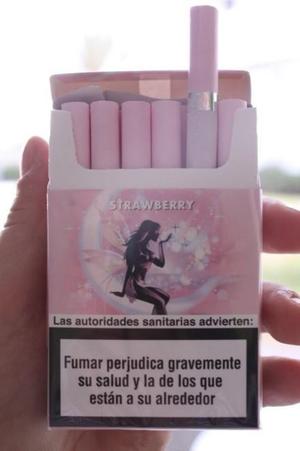 STRAWBERRY
Las autoridades sanitarias advierten:
Fumar perjudica gravemente
su salud y la de los que
están a su alrededor